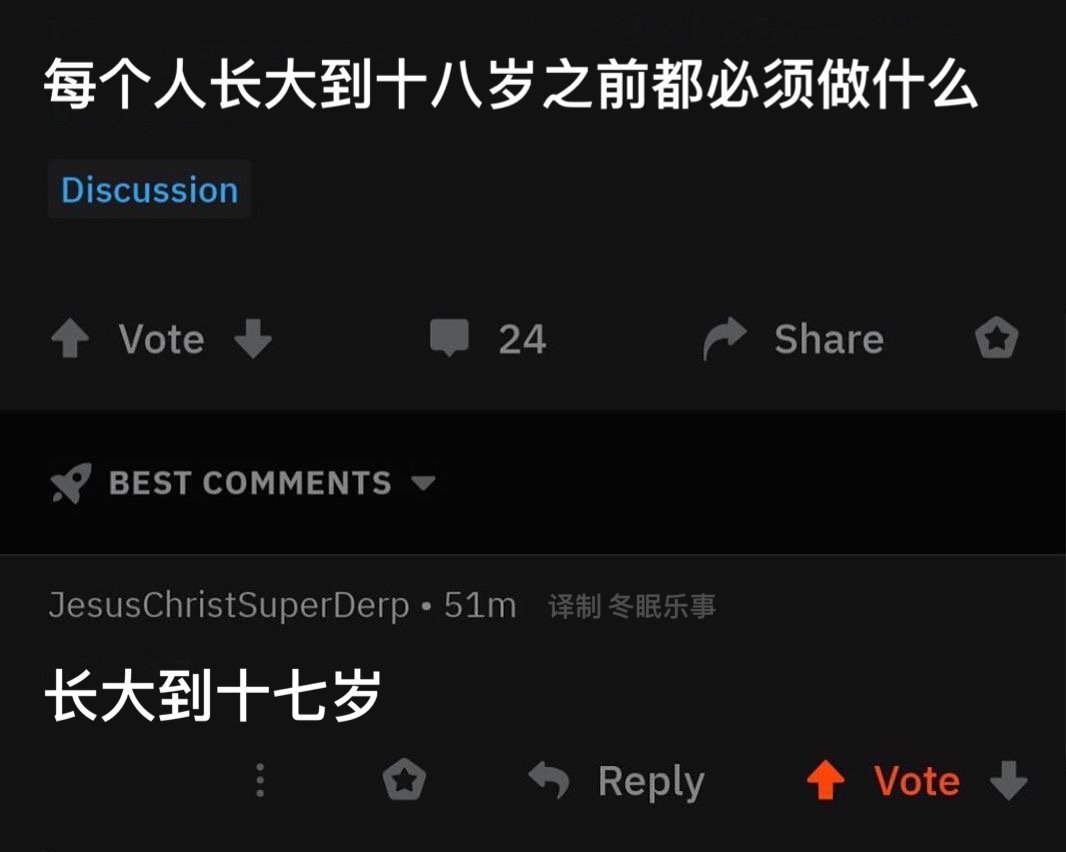 每个人长大到十八岁之前都必须做什么
Discussion
Vote 24 Share
BEST COMMENTS
JesusChristSuperDerp • 51m 译制 冬眠乐事
长大到十七岁
Reply Vote